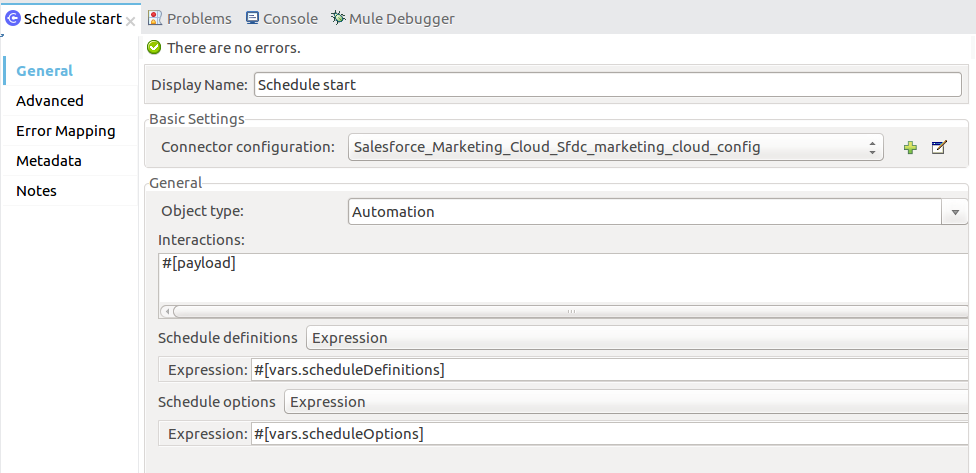 Schedule start Problems Console Mule Debugger
There are no errors.
General
Advanced
Error Mapping
Metadata
Notes
Display Name: Schedule start
Basic Settings
Connector configuration: Salesforce_Marketing_Cloud_Sfdc_marketing_cloud_config
General
Object type: Automation
Interactions:
#[payload]
Schedule definitions Expression
Expression: #[vars.scheduleDefinitions]
Schedule options Expression
Expression: #[vars.scheduleOptions]